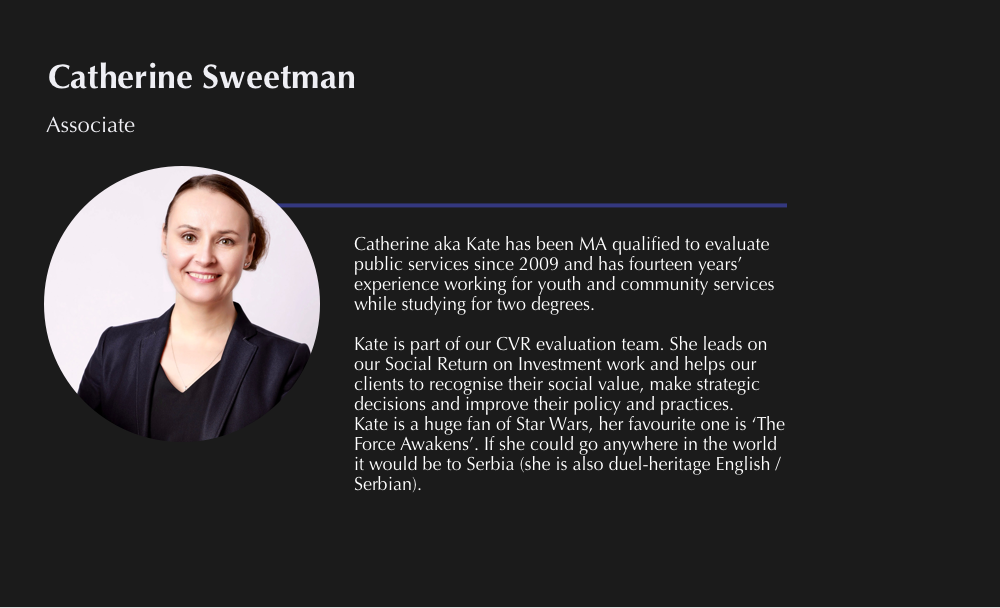 Catherine Sweetman
Associate
Catherine aka Kate has been MA qualified to evaluate
public services since 2009 and has fourteen years’
experience working for youth and community services
while studying for two degrees.
Kate is part of our CVR evaluation team. She leads on
our Social Return on Investment work and helps our
clients to recognise their social value, make strategic
decisions and improve their policy and practices.
Kate is a huge fan of Star Wars, her favourite one is ‘The
Force Awakens’. If she could go anywhere in the world
it would be to Serbia (she is also duel-heritage English /
Serbian).